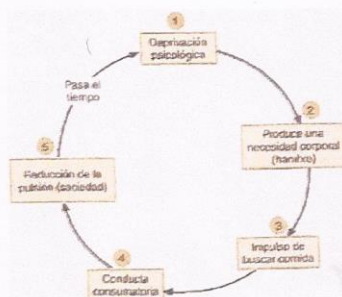 1
Deprivación
psicológica
2
Produce una
necesidad corporal
(hambre)
3
Impulso de
buscar comida
4
Conducta
consumatoria
5
Reducción de la
pulsión (saciedad)
Pasa el
tiempo